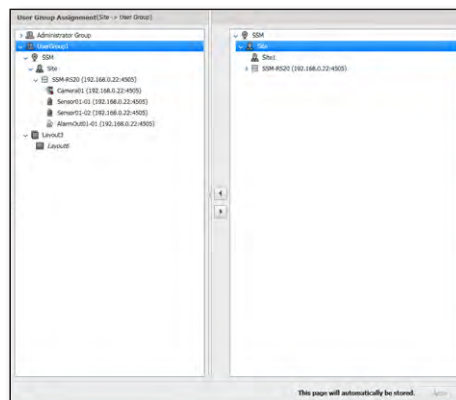 User Group Assignment(Site -> User Group)
Administrator Group
UserGroup1
SSM
Site
SSM-RS20 (192.168.0.22:4505)
Camera01 (192.168.0.22:4505)
Sensor01-01 (192.168.0.22:4505)
Sensor01-02 (192.168.0.22:4505)
AlarmOut01-01 (192.168.0.22:4505)
Layout3
Layout6
SSM
Site
Site1
SSM-RS20 (192.168.0.22:4505)
This page will automatically be stored.
Apply